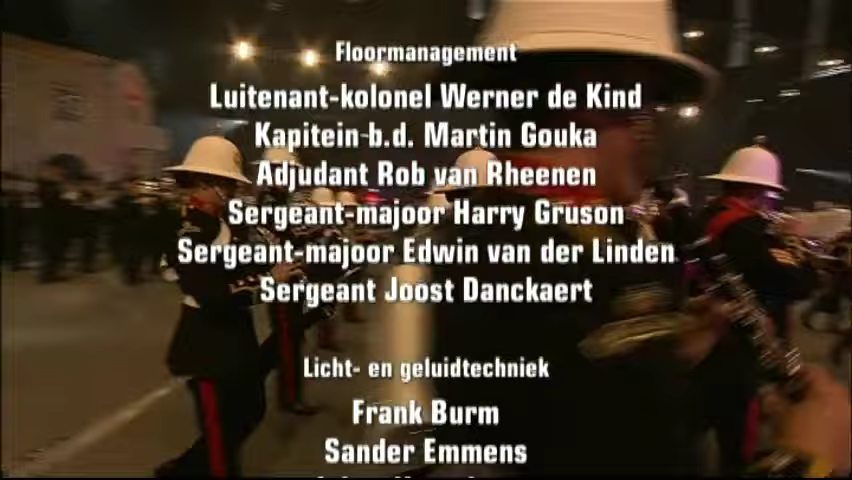 Floormanagement
Luitenant-kolonel Werner de Kind
Kapitein b.d. Martin Gouka
Adjudant Rob van Rheenen
Sergeant-majoor Harry Gruson
Sergeant-majoor Edwin van der Linden
Sergeant Joost Danckaert
Licht- en geluidtechniek
Frank Burm
Sander Emmens